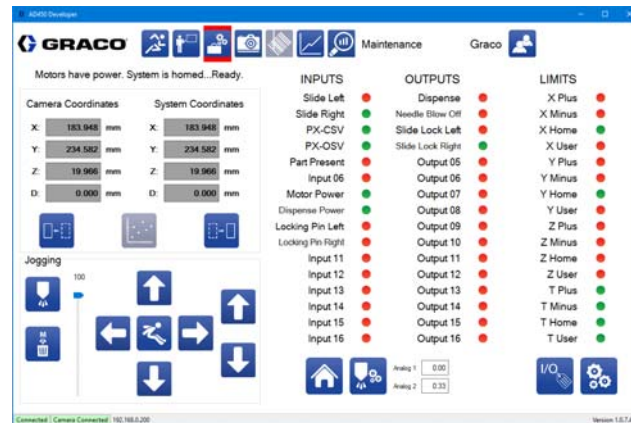 AD450 Developer
GRACO
Maintenance
Graco
Motors have power. System is homed...Ready.
Camera Coordinates
System Coordinates
X: 183.948 mm X: 183.948 mm
Y: 234.582 mm Y: 234.582 mm
Z: 19.966 mm Z: 19.966 mm
D: 0.000 mm D: 0.000 mm
Jogging
100
M
INPUTS OUTPUTS LIMITS
Slide Left Dispense X Plus
Slide Right Needle Blow Off X Minus
PX-CSV Slide Lock Left X Home
PX-OSV Slide Lock Right X User
Part Present Output 05 Y Plus
Input 06 Output 06 Y Minus
Motor Power Output 07 Y Home
Dispense Power Output 08 Y User
Locking Pin Left Output 09 Z Plus
Locking Pin Right Output 10 Z Minus
Input 11 Output 11 Z Home
Input 12 Output 12 Z User
Input 13 Output 13 T Plus
Input 14 Output 14 T Minus
Input 15 Output 15 T Home
Input 16 Output 16 T User
Analog 1 0.00
Analog 2 0.33
I/O
Connected Camera Connected 192.168.0.200